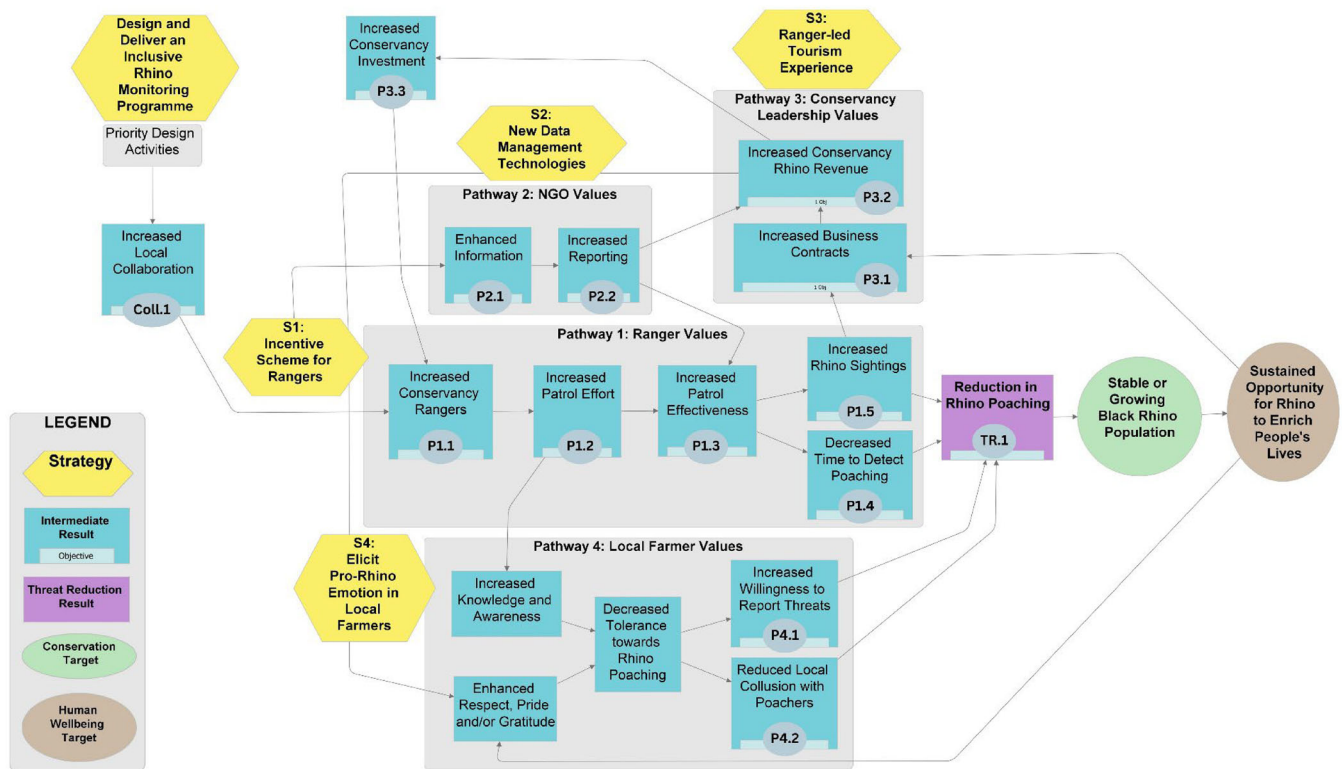 Design and
Deliver an
Inclusive
Rhino
Monitoring
Programme
Priority Design
Activities
Increased
Local
Collaboration
Coll.1
Increased
Conservancy
Investment
P3.3
S2:
New Data
Management
Technologies
S3:
Ranger-led
Tourism
Experience
Pathway 3: Conservancy
Leadership Values
Increased Conservancy
Rhino Revenue
P3.2
1 Obj
Increased Business
Contracts
P3.1
1 Obj
Pathway 2: NGO Values
Enhanced
Information
P2.1
Increased
Reporting
P2.2
S1:
Incentive
Scheme for
Rangers
Pathway 1: Ranger Values
Increased
Conservancy
Rangers
P1.1
Increased
Patrol Effort
P1.2
Increased
Patrol
Effectiveness
P1.3
Increased
Rhino Sightings
P1.5
Decreased
Time to Detect
Poaching
P1.4
Reduction in
Rhino Poaching
TR.1
Stable or
Growing
Black Rhino
Population
Sustained
Opportunity
for Rhino
to Enrich
People's
Lives
S4:
Elicit
Pro-Rhino
Emotion in
Local
Farmers
Pathway 4: Local Farmer Values
Increased
Knowledge and
Awareness
Enhanced
Respect, Pride
and/or Gratitude
Decreased
Tolerance
towards
Rhino
Poaching
Increased
Willingness to
Report Threats
P4.1
Reduced Local
Collusion with
Poachers
P4.2
LEGEND
Strategy
Intermediate
Result
Objective
Threat Reduction
Result
Conservation
Target
Human
Wellbeing
Target